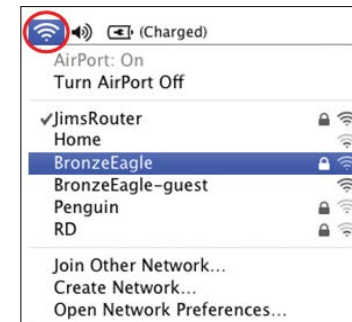 (Charged)
AirPort: On
Turn AirPort Off
✓JimsRouter
Home
BronzeEagle
BronzeEagle-guest
Penguin
RD
Join Other Network...
Create Network...
Open Network Preferences...